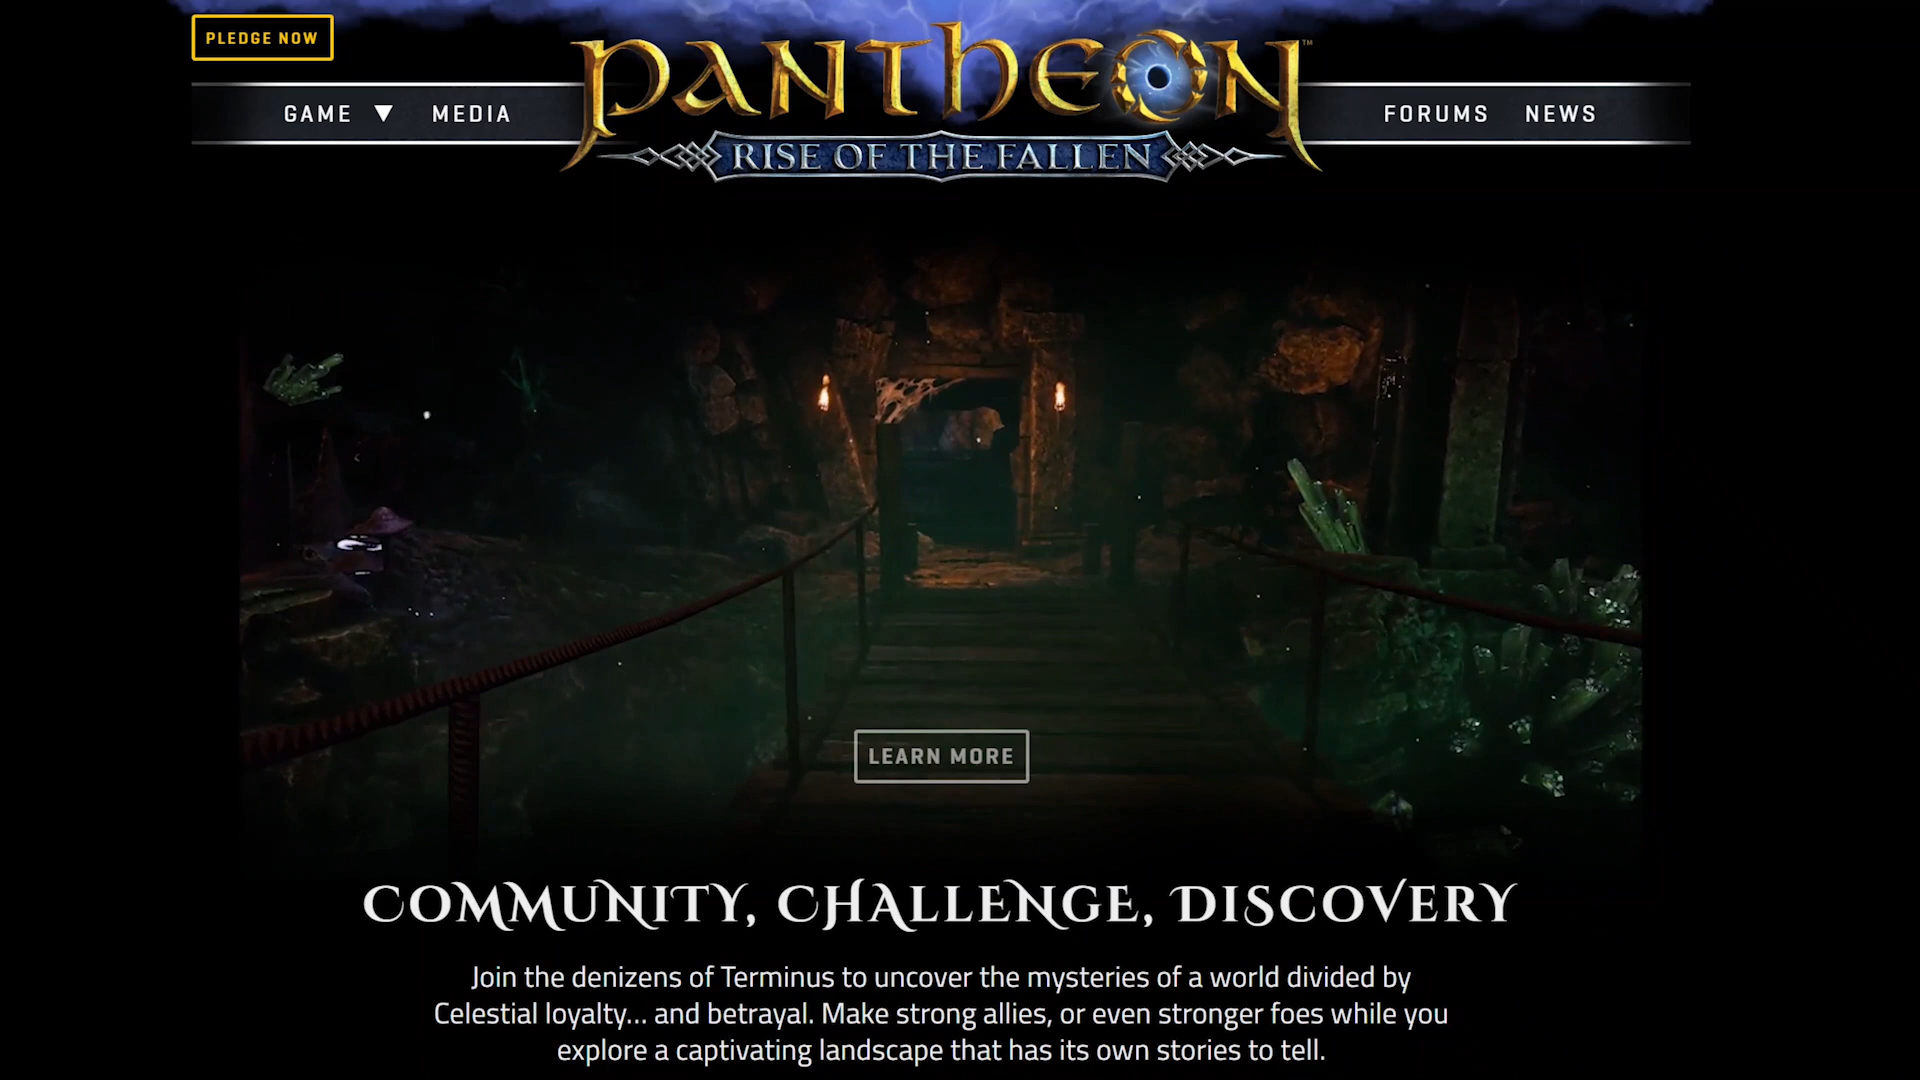 PLEDGE NOW
GAME ▼ MEDIA
PANTHEON™
RISE OF THE FALLEN
FORUMS NEWS
LEARN MORE
COMMUNITY, CHALLENGE, DISCOVERY
Join the denizens of Terminus to uncover the mysteries of a world divided by
Celestial loyalty... and betrayal. Make strong allies, or even stronger foes while you
explore a captivating landscape that has its own stories to tell.